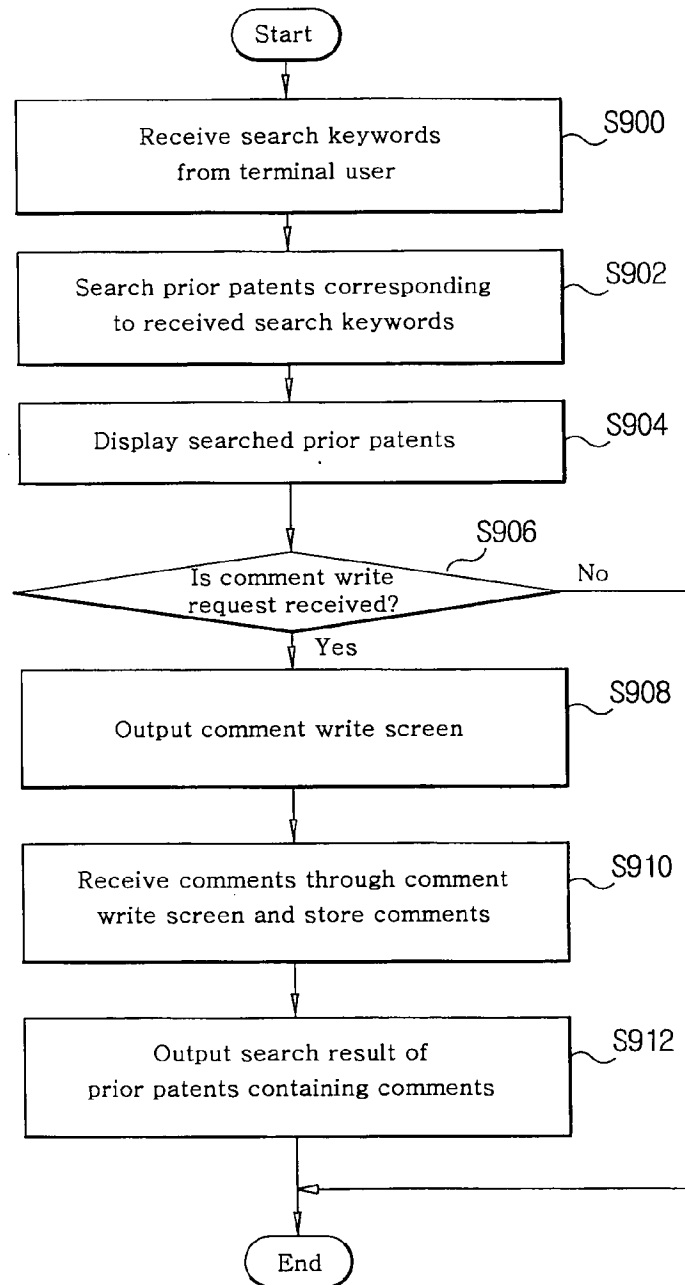 Start
S900
Receive search keywords
from terminal user
S902
Search prior patents corresponding
to received search keywords
S904
Display searched prior patents
S906
Is comment write
request received?
No
Yes
S908
Output comment write screen
S910
Receive comments through comment
write screen and store comments
S912
Output search result of
prior patents containing comments
End